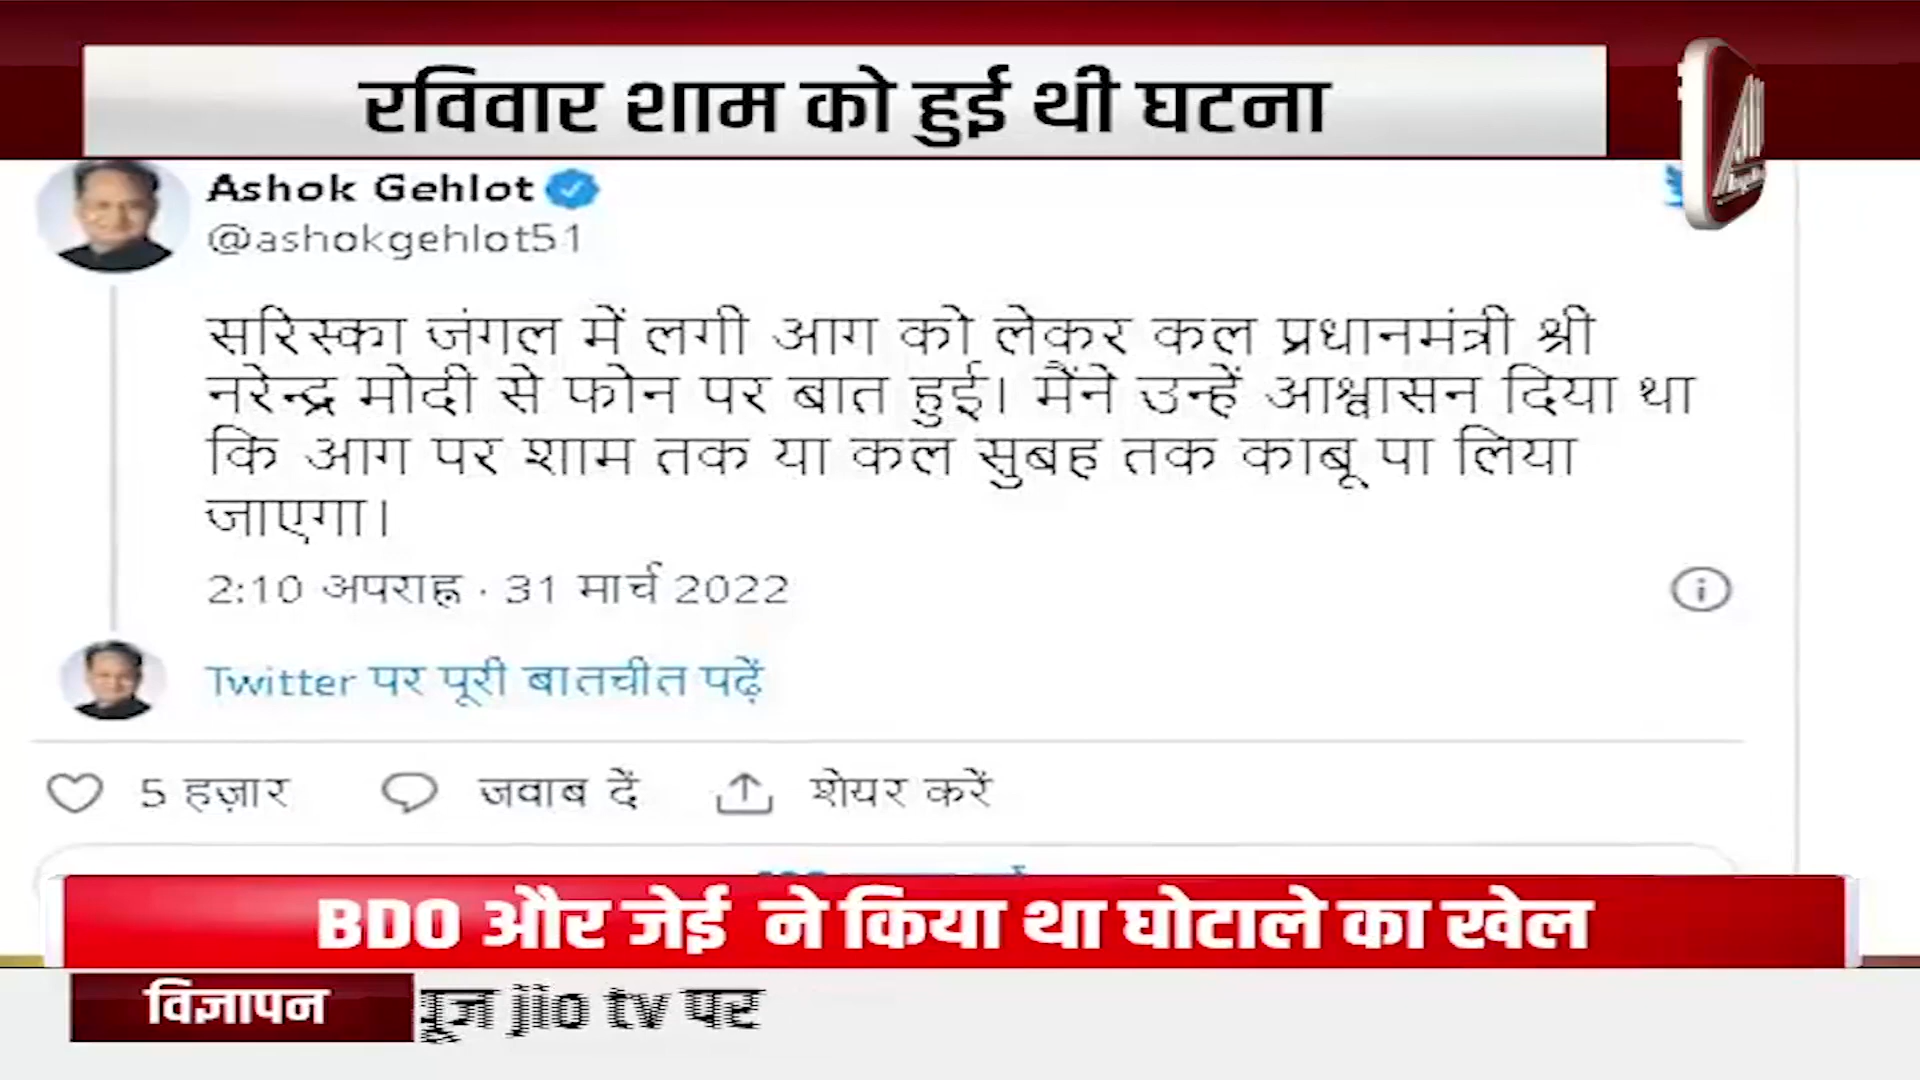 रविवार शाम को हुई थी घटना
Ashok Gehlot
@ashokgehlot51
सरिस्का जंगल में लगी आग को लेकर कल प्रधानमंत्री श्री
नरेन्द्र मोदी से फोन पर बात हुई। मैंने उन्हें आश्वासन दिया था
कि आग पर शाम तक या कल सुबह तक काबू पा लिया
जाएगा।
2:10 अपराह्न · 31 मार्च 2022
Twitter पर पूरी बातचीत पढ़ें
5 हज़ार जवाब दें शेयर करें
BDO और जेई ने किया था घोटाले का खेल
विज्ञापन jio tv पर